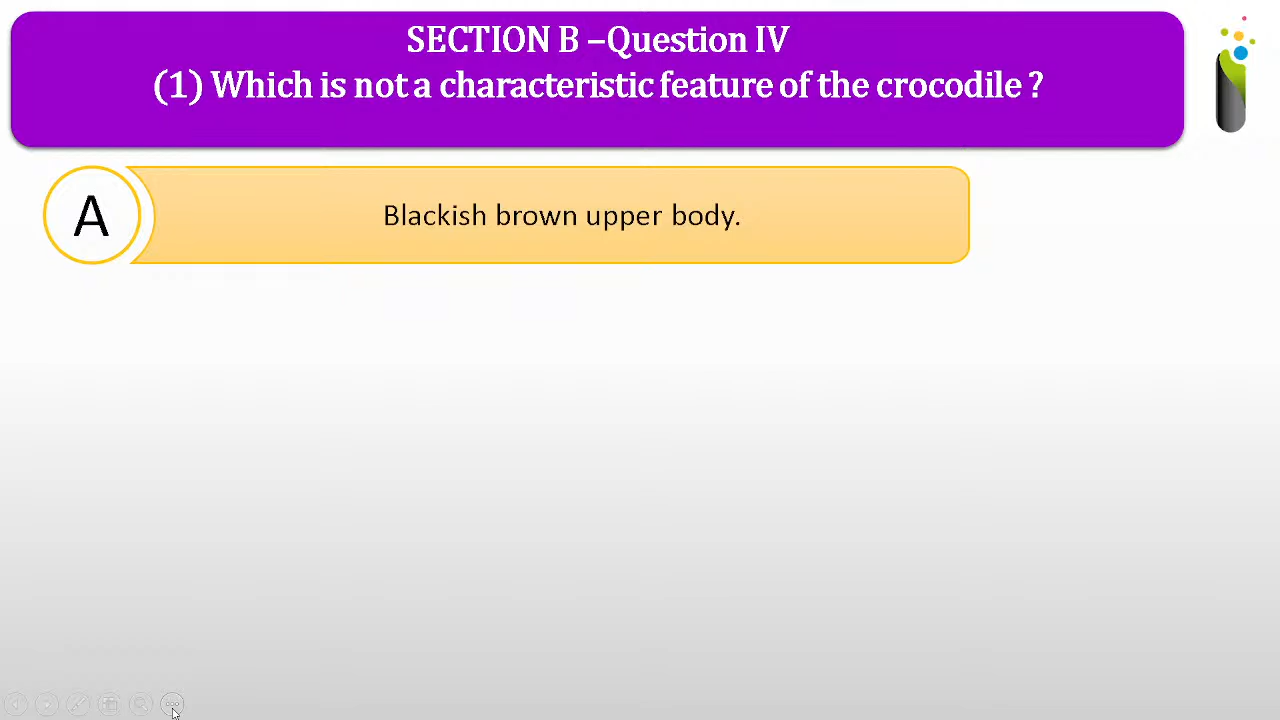 SECTION B –Question IV
(1) Which is not a characteristic feature of the crocodile ?
A
Blackish brown upper body.